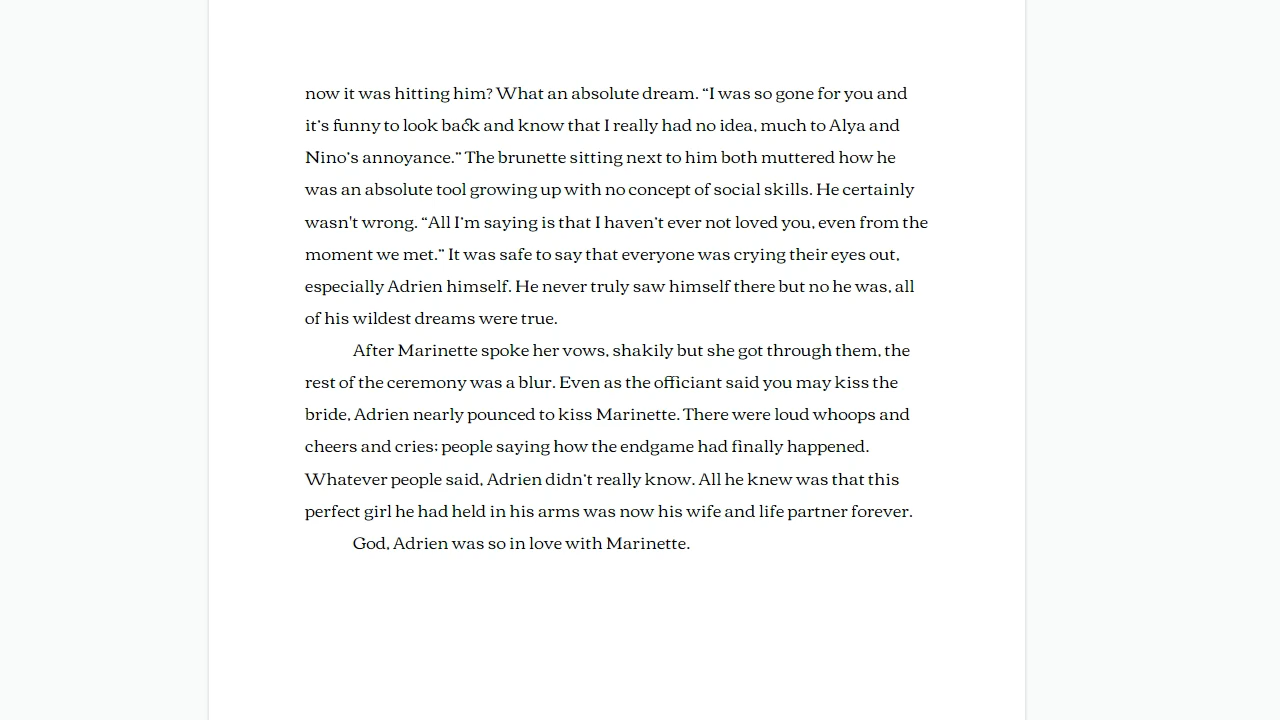 now it was hitting him? What an absolute dream. “I was so gone for you and
it’s funny to look back and know that I really had no idea, much to Alya and
Nino’s annoyance.” The brunette sitting next to him both muttered how he
was an absolute tool growing up with no concept of social skills. He certainly
wasn't wrong. “All I’m saying is that I haven’t ever not loved you, even from the
moment we met.” It was safe to say that everyone was crying their eyes out,
especially Adrien himself. He never truly saw himself there but no he was, all
of his wildest dreams were true.
After Marinette spoke her vows, shakily but she got through them, the
rest of the ceremony was a blur. Even as the officiant said you may kiss the
bride, Adrien nearly pounced to kiss Marinette. There were loud whoops and
cheers and cries; people saying how the endgame had finally happened.
Whatever people said, Adrien didn’t really know. All he knew was that this
perfect girl he had held in his arms was now his wife and life partner forever.
God, Adrien was so in love with Marinette.